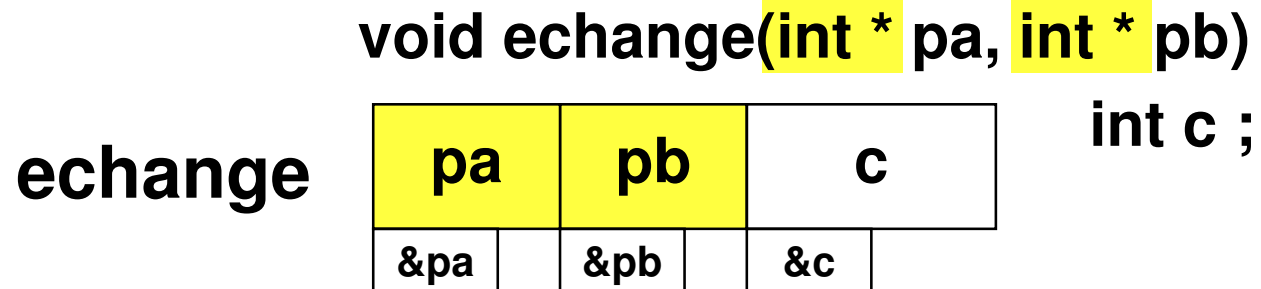 void echange(int * pa, int * pb)
int c ;
echange pa pb c
&pa &pb &c